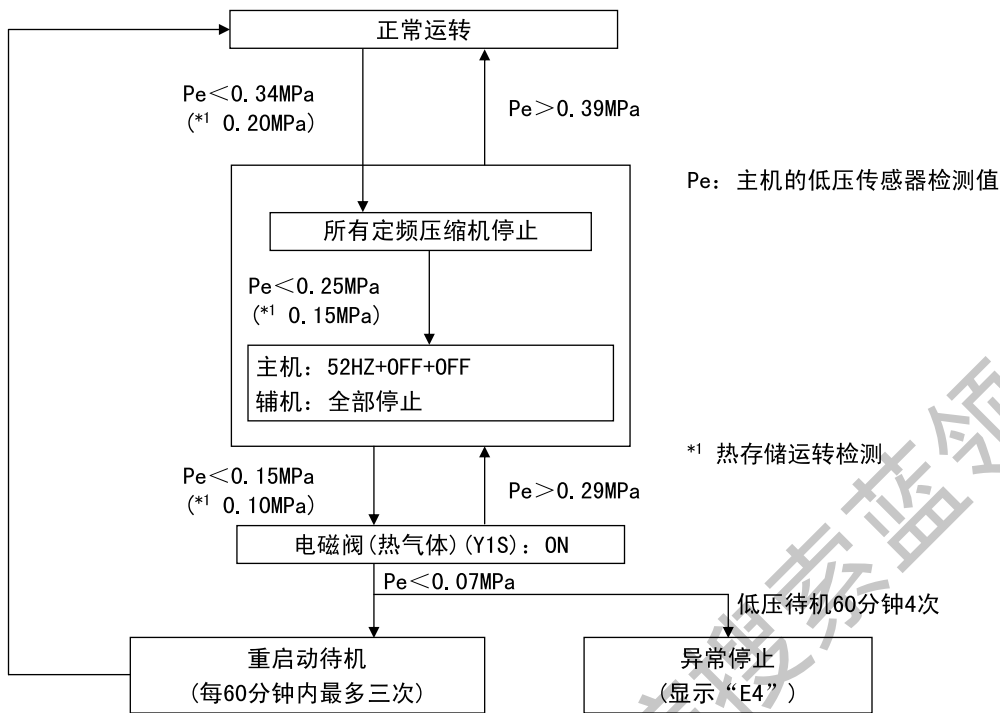 正常运转
Pe＜0.34MPa
(*1 0.20MPa)
Pe＞0.39MPa
Pe：主机的低压传感器检测值
所有定频压缩机停止
Pe＜0.25MPa
(*1 0.15MPa)
主机：52HZ+OFF+OFF
辅机：全部停止
*1 热存储运转检测
Pe＜0.15MPa
(*1 0.10MPa)
Pe＞0.29MPa
电磁阀(热气体)(Y1S)：ON
Pe＜0.07MPa
低压待机60分钟4次
重启动待机
(每60分钟内最多三次)
异常停止
(显示“E4”)
搜索蓝领